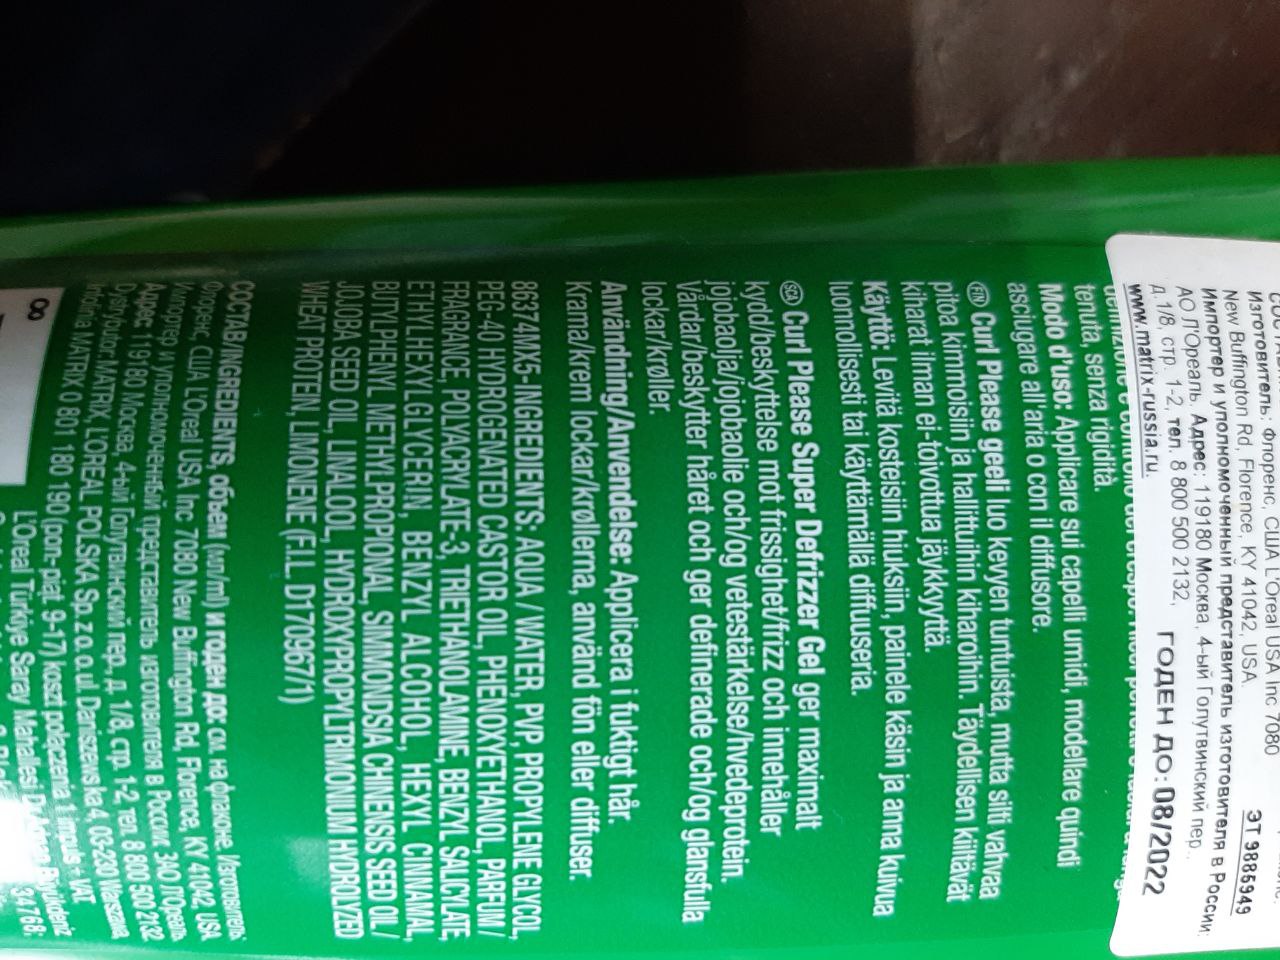 Изготовитель: Флоренс, США L'Oreal USA Inc 7080
New Buffington Rd, Florence, KY 41042, USA
Импортер и уполномоченный представитель изготовителя в России:
АО Л'Ореаль, Адрес: 119180 Москва, 4-ый Голутвинский пер.,
д.1/8, стр. 1-2, тел. 8 800 500 2132,
www.matrix-russia.ru.
ЭТ 9885949
ГОДЕН ДО: 08/2022
tenuta, senza rigidità.
Modo d'uso: Applicare sui capelli umidi, modellare quindi
asciugare all'aria o con il diffusore.
FIN Curl Please geeli luo kevyen tuntuista, mutta silti vahvaa
pitoa kimmoisiin ja hallittuihin kiharoihin. Täydellisen kiiltävät
kiharat ilman ei-toivottua jäykkyyttä.
Käyttö: Levitä kosteisiin hiuksiin, painele käsin ja anna kuivua
luonnollisesti tai käyttämällä diffuuseria.
SCA Curl Please Super Defrizzer Gel ger maximalt
skydd/beskyttelse mot frissighet/frizz och innehåller
jojobaolja/jojobaolie och/og vetestärkelse/hvedeprotein.
Vårdar/beskytter håret och ger definerade och/og glansfulla
lockar/krøller.
Användning/Anvendelse: Applicera i fuktigt hår.
Krama/krem lockar/krøllerna, använd fön eller diffuser.
86374 MX5-INGREDIENTS: AQUA / WATER, PVP, PROPYLENE GLYCOL,
PEG-40 HYDROGENATED CASTOR OIL, PHENOXYETHANOL, PARFUM /
FRAGRANCE, POLYACRYLATE-3, TRIETHANOLAMINE, BENZYL SALICYLATE,
ETHYLHEXYLGLYCERIN, BENZYL ALCOHOL, HEXYL CINNAMAL,
BUTYLPHENYL METHYLPROPIONAL, SIMMONDSIA CHINENSIS SEED OIL /
JOJOBA SEED OIL, LINALOOL, HYDROXYPROPYLTRIMONIUM HYDROLYZED
WHEAT PROTEIN, LIMONENE (F.I.L. D170967/1)
СОСТАВ/INGREDIENTS, объем (мл/ml) и годен до: см. на флаконе. Изготовитель:
Флоренс, США L'Oreal USA Inc 7080 New Buffington Rd, Florence, KY 41042, USA
Импортер и уполномоченный представитель изготовителя в России: ЗАО Л'Ореаль
Адрес: 119180 Москва, 4-ый Голутвинский пер., д. 1/8, стр. 1-2, тел. 8 800 500 2132
Dystrybutor: MATRIX, L'OREAL POLSKA Sp. z o.o. ul. Daniszewska 4, 03-230 Warszawa
Infolinia MATRIX 0 801 180 190 (pon.-piąt. 9-17)
L'Oreal Türkiye Saray Mahallesi
34768
8